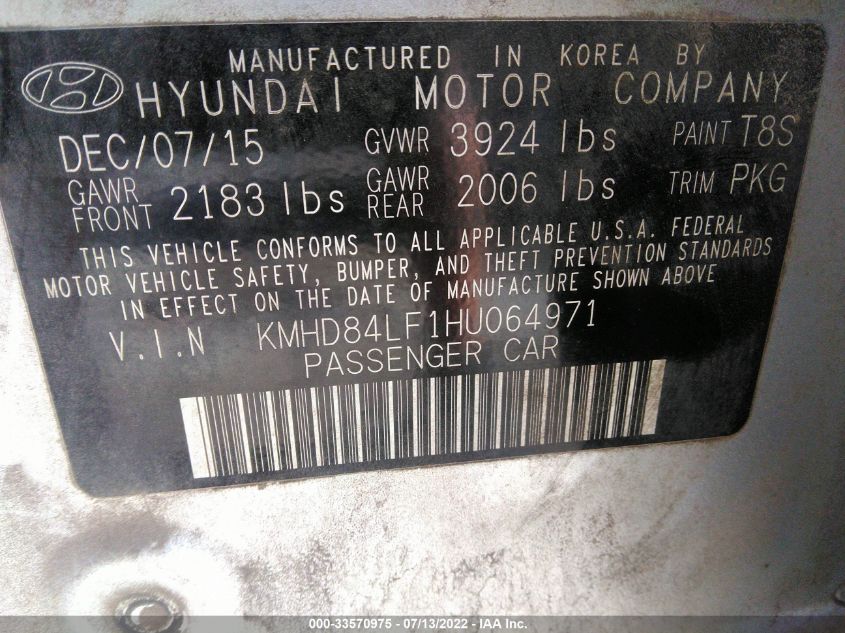 MANUFACTURED IN KOREA BY
HYUNDAI MOTOR COMPANY
DEC/07/15 GVWR 3924 lbs PAINT T8S
GAWR FRONT 2183 lbs GAWR REAR 2006 lbs TRIM PKG
THIS VEHICLE CONFORMS TO ALL APPLICABLE U.S.A. FEDERAL
MOTOR VEHICLE SAFETY, BUMPER, AND THEFT PREVENTION STANDARDS
IN EFFECT ON THE DATE OF MANUFACTURE SHOWN ABOVE
V.I.N KMHD84LF1HU064971
PASSENGER CAR
000-33570975 - 07/13/2022 - IAA Inc.